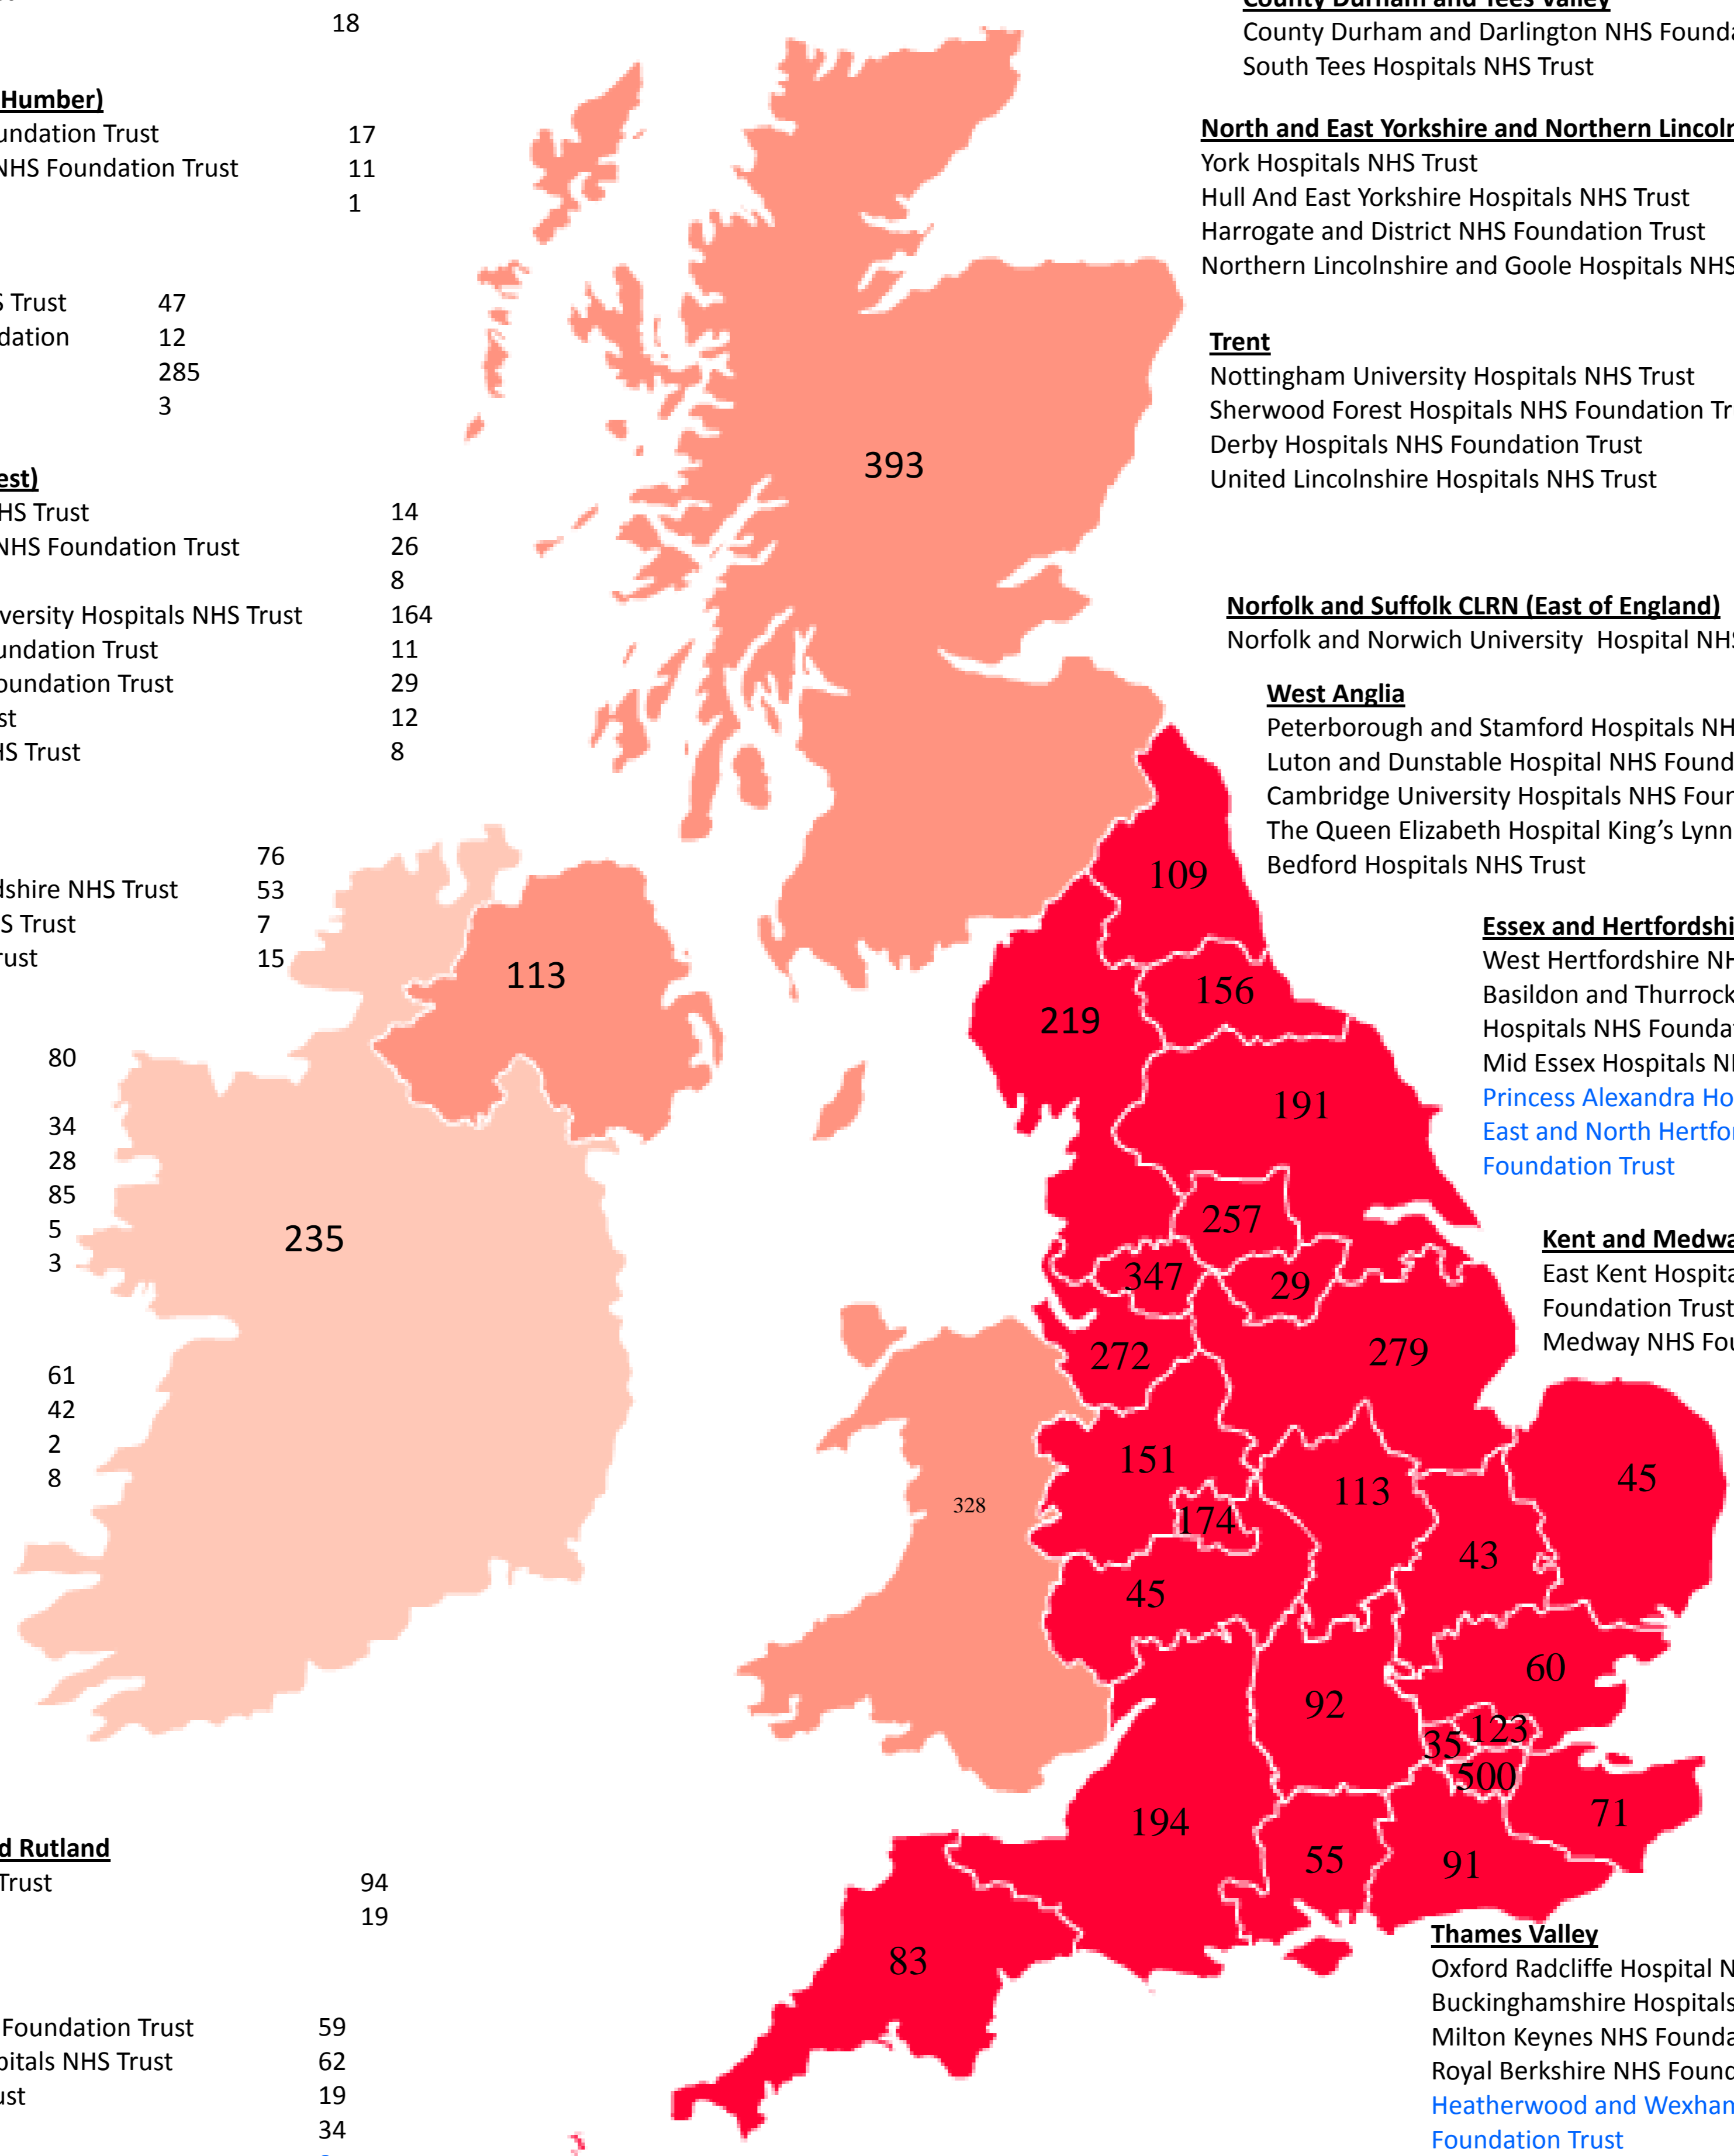 18
Humber)
undation Trust 17
NHS Foundation Trust 11
1
S Trust 47
dation 12
285
3
est)
HS Trust 14
NHS Foundation Trust 26
8
versity Hospitals NHS Trust 164
undation Trust 11
oundation Trust 29
st 12
HS Trust 8
76
dshire NHS Trust 53
S Trust 7
rust 15
80
34
28
85
5
3
61
42
2
8
d Rutland
Trust 94
19
Foundation Trust 59
pitals NHS Trust 62
ust 19
34
393
113
235
109
219
156
191
257
347
29
272
279
151
174
113
45
328
43
45
60
92
35
123
500
71
194
55
91
83
County Durham and Tees Valley
County Durham and Darlington NHS Founda
South Tees Hospitals NHS Trust
North and East Yorkshire and Northern Lincoln
York Hospitals NHS Trust
Hull And East Yorkshire Hospitals NHS Trust
Harrogate and District NHS Foundation Trust
Northern Lincolnshire and Goole Hospitals NHS
Trent
Nottingham University Hospitals NHS Trust
Sherwood Forest Hospitals NHS Foundation Tr
Derby Hospitals NHS Foundation Trust
United Lincolnshire Hospitals NHS Trust
Norfolk and Suffolk CLRN (East of England)
Norfolk and Norwich University Hospital NHS
West Anglia
Peterborough and Stamford Hospitals NH
Luton and Dunstable Hospital NHS Found
Cambridge University Hospitals NHS Foun
The Queen Elizabeth Hospital King’s Lynn
Bedford Hospitals NHS Trust
Essex and Hertfordshi
West Hertfordshire NH
Basildon and Thurrock
Hospitals NHS Foundat
Mid Essex Hospitals NH
Princess Alexandra Ho
East and North Hertfor
Foundation Trust
Kent and Medwa
East Kent Hospita
Foundation Trust
Medway NHS Fou
Thames Valley
Oxford Radcliffe Hospital N
Buckinghamshire Hospitals
Milton Keynes NHS Founda
Royal Berkshire NHS Found
Heatherwood and Wexham
Foundation Trust